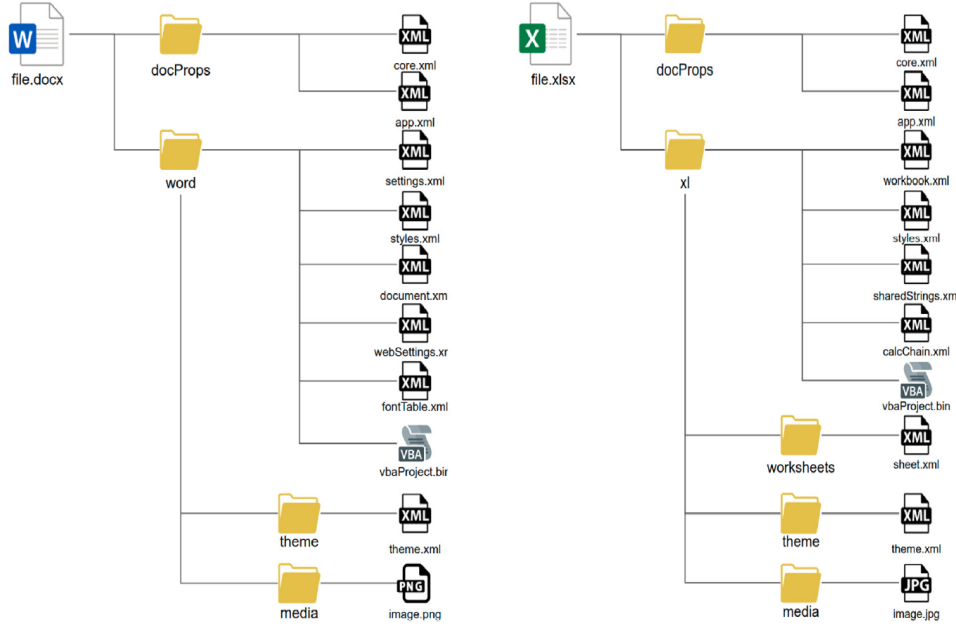 W
file.docx
docProps
XML
core.xml
XML
app.xml
word
XML
settings.xml
XML
styles.xml
XML
document.xm
XML
webSettings.xr
XML
fontTable.xml
VBA
vbaProject.bir
theme
XML
theme.xml
media
PNG
image.png
X
file.xlsx
docProps
XML
core.xml
XML
app.xml
xl
XML
workbook.xml
XML
styles.xml
XML
sharedStrings.xm
XML
calcChain.xml
VBA
vbaProject.bin
worksheets
XML
sheet.xml
theme
XML
theme.xml
media
JPG
image.jpg